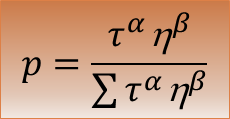 p = τ^α η^β / ∑ τ^α η^β